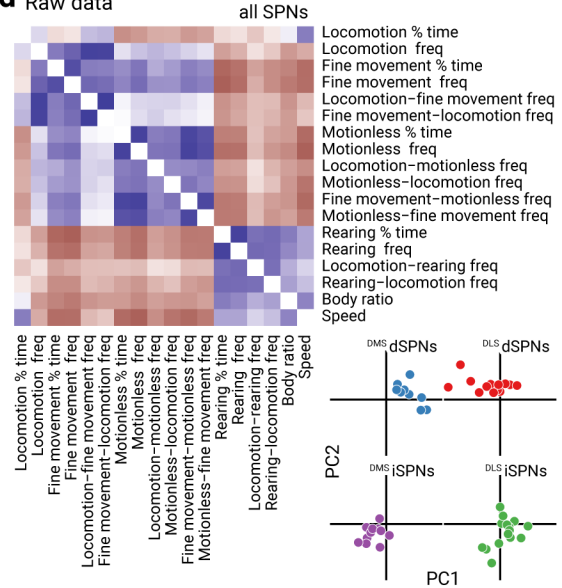 d Raw data
all SPNs
Locomotion % time
Locomotion freq
Fine movement % time
Fine movement freq
Locomotion-fine movement freq
Fine movement-locomotion freq
Motionless % time
Motionless freq
Locomotion-motionless freq
Motionless-locomotion freq
Fine movement-motionless freq
Motionless-fine movement freq
Rearing % time
Rearing freq
Locomotion-rearing freq
Rearing-locomotion freq
Body ratio
Speed
Locomotion % time
Locomotion freq
Fine movement % time
Fine movement freq
Locomotion-fine movement freq
Fine movement-locomotion freq
Motionless % time
Motionless freq
Locomotion-motionless freq
Motionless-locomotion freq
Fine movement-motionless freq
Motionless-fine movement freq
Rearing % time
Rearing freq
Locomotion-rearing freq
Rearing-locomotion freq
Body ratio
Speed
DMS dSPNs
DLS dSPNs
PC2
DMS iSPNs
DLS iSPNs
PC1